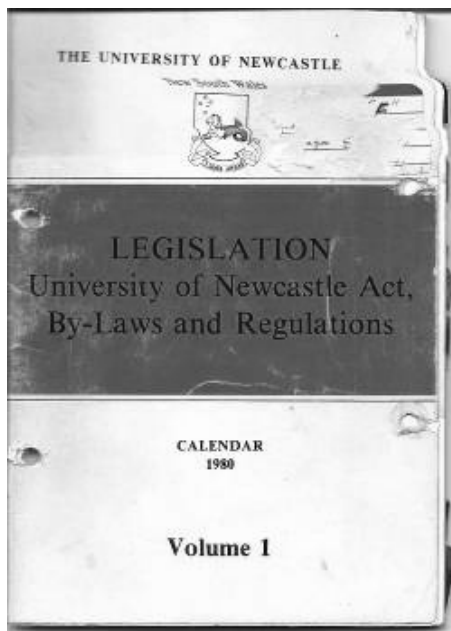 THE UNIVERSITY OF NEWCASTLE
New South Wales
"E"
LEGISLATION
University of Newcastle Act,
By-Laws and Regulations
CALENDAR
1980
Volume 1